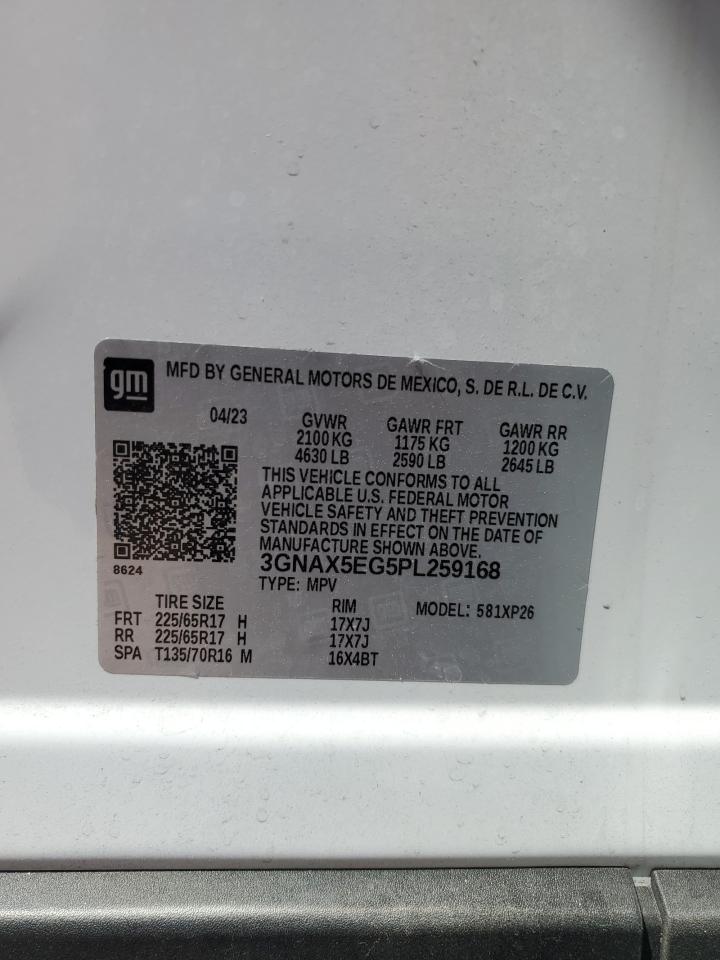 gm
MFD BY GENERAL MOTORS DE MEXICO, S. DE R.L. DE C.V.
04/23 GVWR GAWR FRT GAWR RR
2100 KG 1175 KG 1200 KG
4630 LB 2590 LB 2645 LB
THIS VEHICLE CONFORMS TO ALL
APPLICABLE U.S. FEDERAL MOTOR
VEHICLE SAFETY AND THEFT PREVENTION
STANDARDS IN EFFECT ON THE DATE OF
MANUFACTURE SHOWN ABOVE.
8624 3GNAX5EG5PL259168
TYPE: MPV
TIRE SIZE RIM MODEL: 581XP26
FRT 225/65R17 H 17X7J
RR 225/65R17 H 17X7J
SPA T135/70R16 M 16X4BT